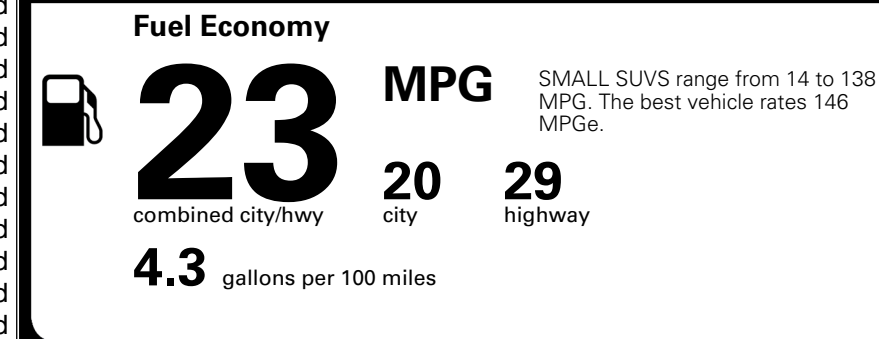 Fuel Economy
23 MPG
SMALL SUVS range from 14 to 138
MPG. The best vehicle rates 146
MPGe.
20 29
combined city/hwy city highway
4.3 gallons per 100 miles
d
d
d
d
d
d
d
d
d
d
d